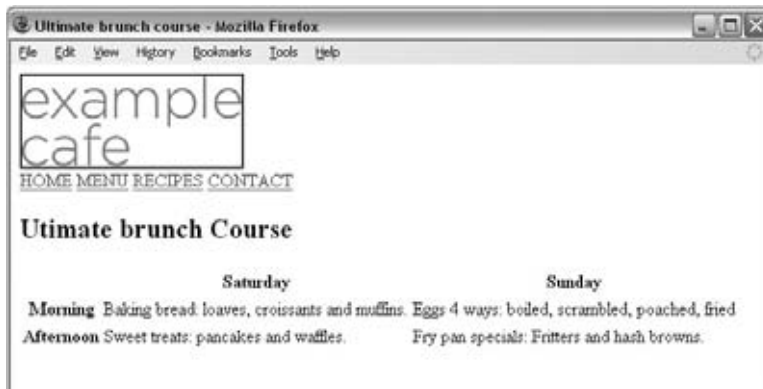 Ultimate brunch course - Mozilla Firefox
File Edit View History Bookmarks Tools Help
example
cafe
HOME MENU RECIPES CONTACT
Utimate brunch Course
Saturday Sunday
Morning Baking bread: loaves, croissants and muffins. Eggs 4 ways: boiled, scrambled, poached, fried
Afternoon Sweet treats: pancakes and waffles. Fry pan specials: Fritters and hash browns.